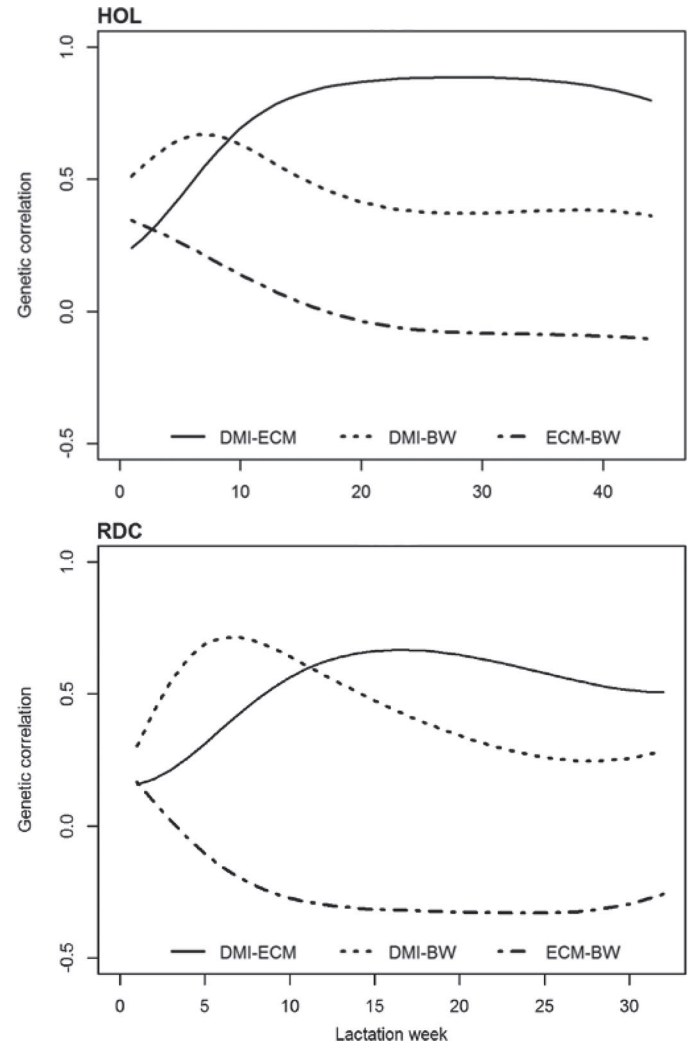 HOL
1.0
0.5
0.0
-0.5
Genetic correlation
DMI-ECM DMI-BW ECM-BW
0 10 20 30 40
RDC
1.0
0.5
0.0
-0.5
Genetic correlation
DMI-ECM DMI-BW ECM-BW
0 5 10 15 20 25 30
Lactation week